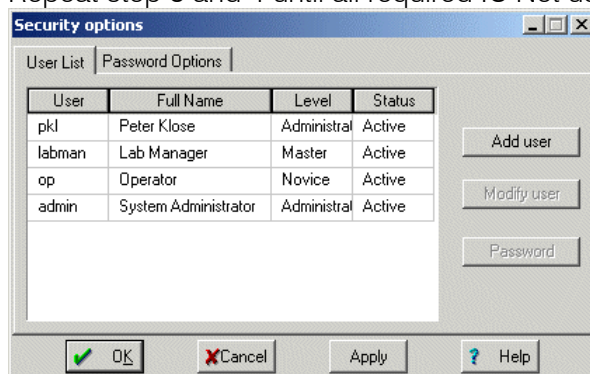 Security options
User List Password Options
User Full Name Level Status
pkl Peter Klose Administrat Active
labman Lab Manager Master Active
op Operator Novice Active
admin System Administrator Administrat Active
Add user
Modify user
Password
OK Cancel Apply ? Help